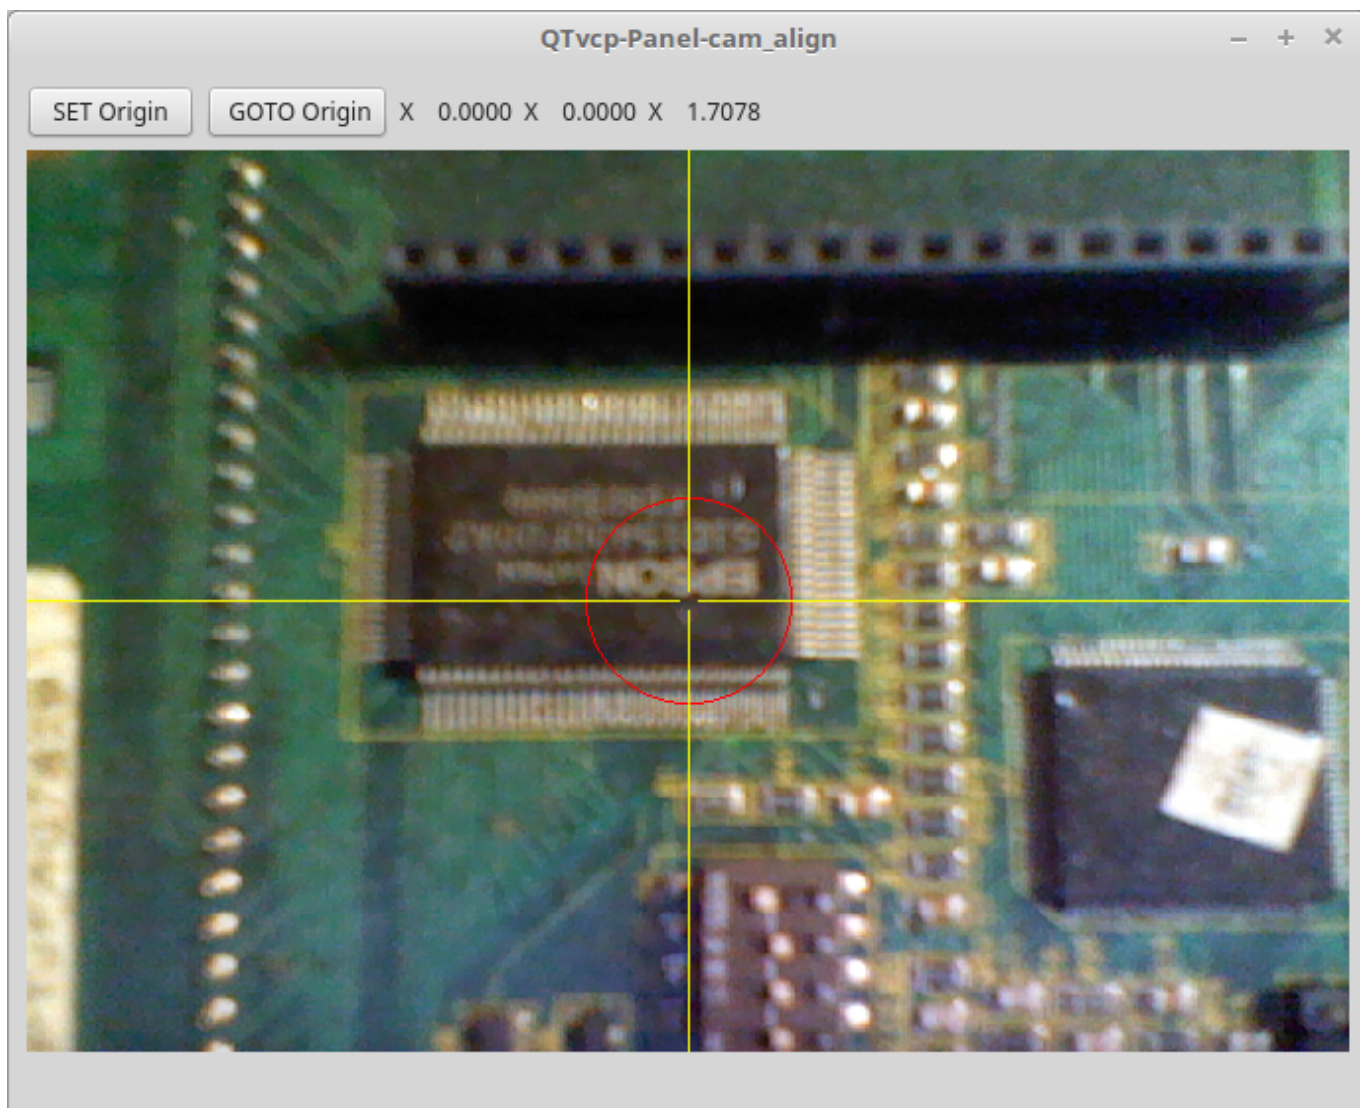 QTvcp-Panel-cam_align
SET Origin GOTO Origin X 0.0000 X 0.0000 X 1.7078
EPSON